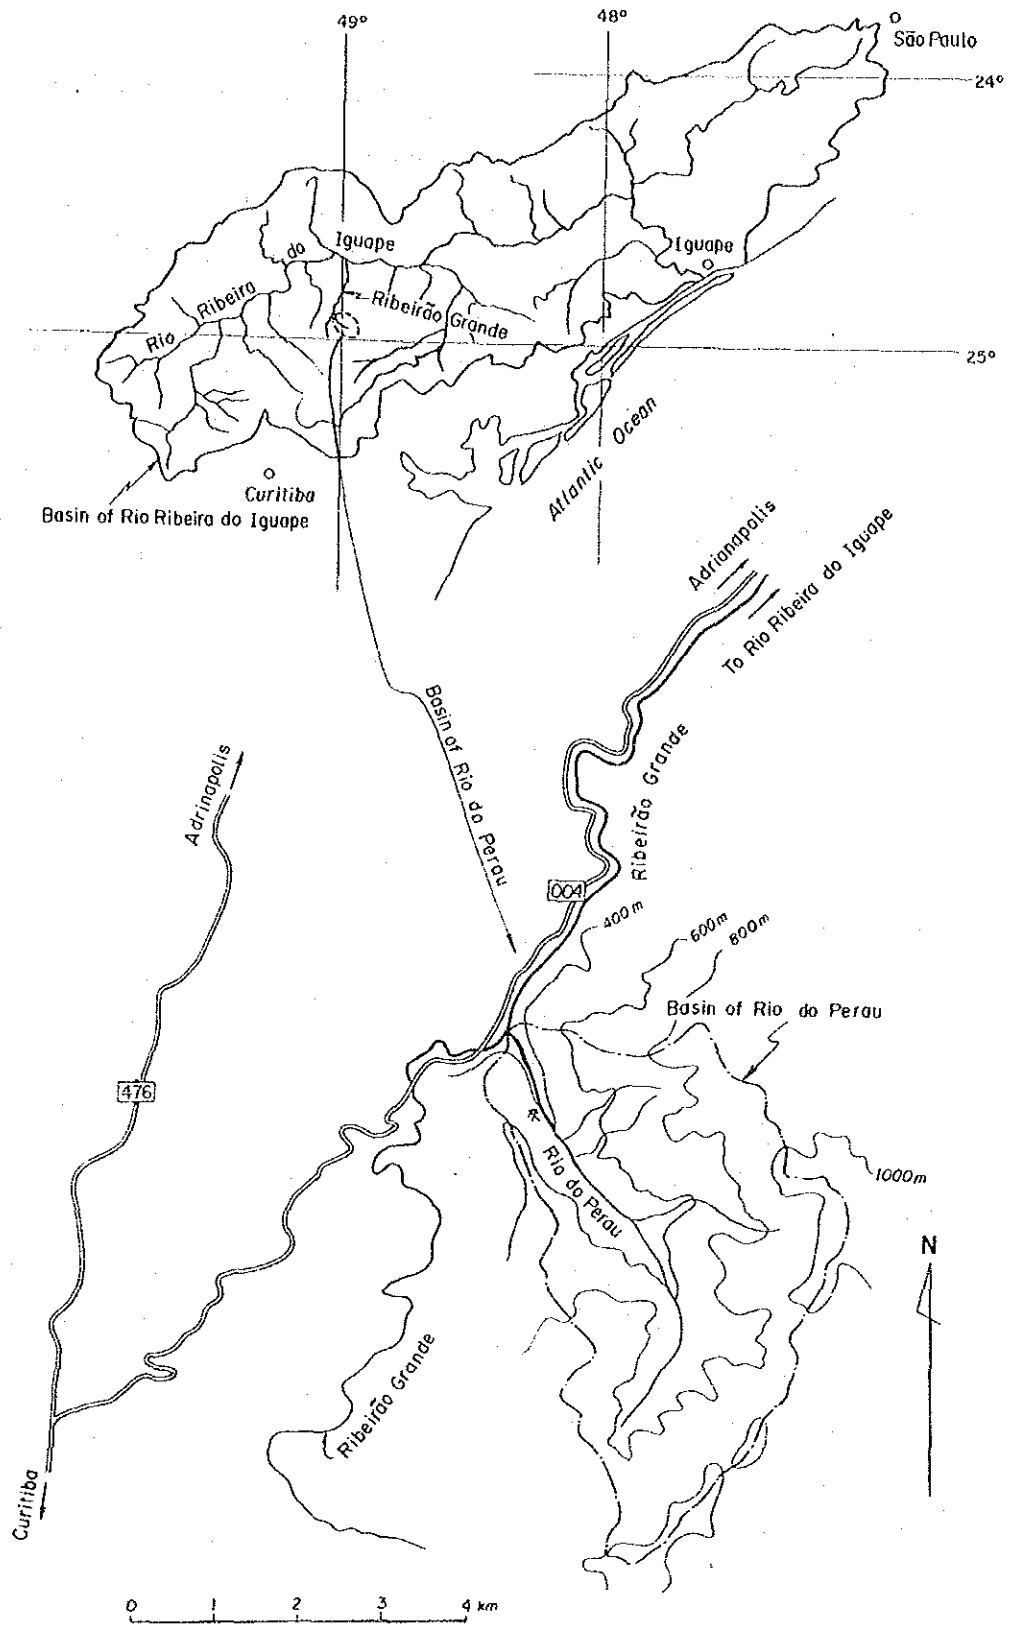 49°
48°
São Paulo
24°
Iguape
Rio Ribeira do Iguape
Ribeirão Grande
25°
Atlantic Ocean
Curitiba
Basin of Rio Ribeira do Iguape
Adrianapolis
To Rio Ribeira do Iguape
Basin of Rio do Perau
Adrinapolis
Ribeirão Grande
004
400m
600m
800m
Basin of Rio do Perau
476
Rio do Perau
1000m
N
Ribeirão Grande
Curitiba
0 1 2 3 4 km